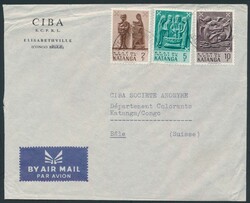 CIBA
S.C.P.R.L.
ELISABETHVILLE
KATANGA
KATANGA
KATANGA
CIBA SOCIETE ANONYME
Département Colorants
Katanga/Congo
Bâle (Suisse)
BY AIR MAIL
PAR AVION